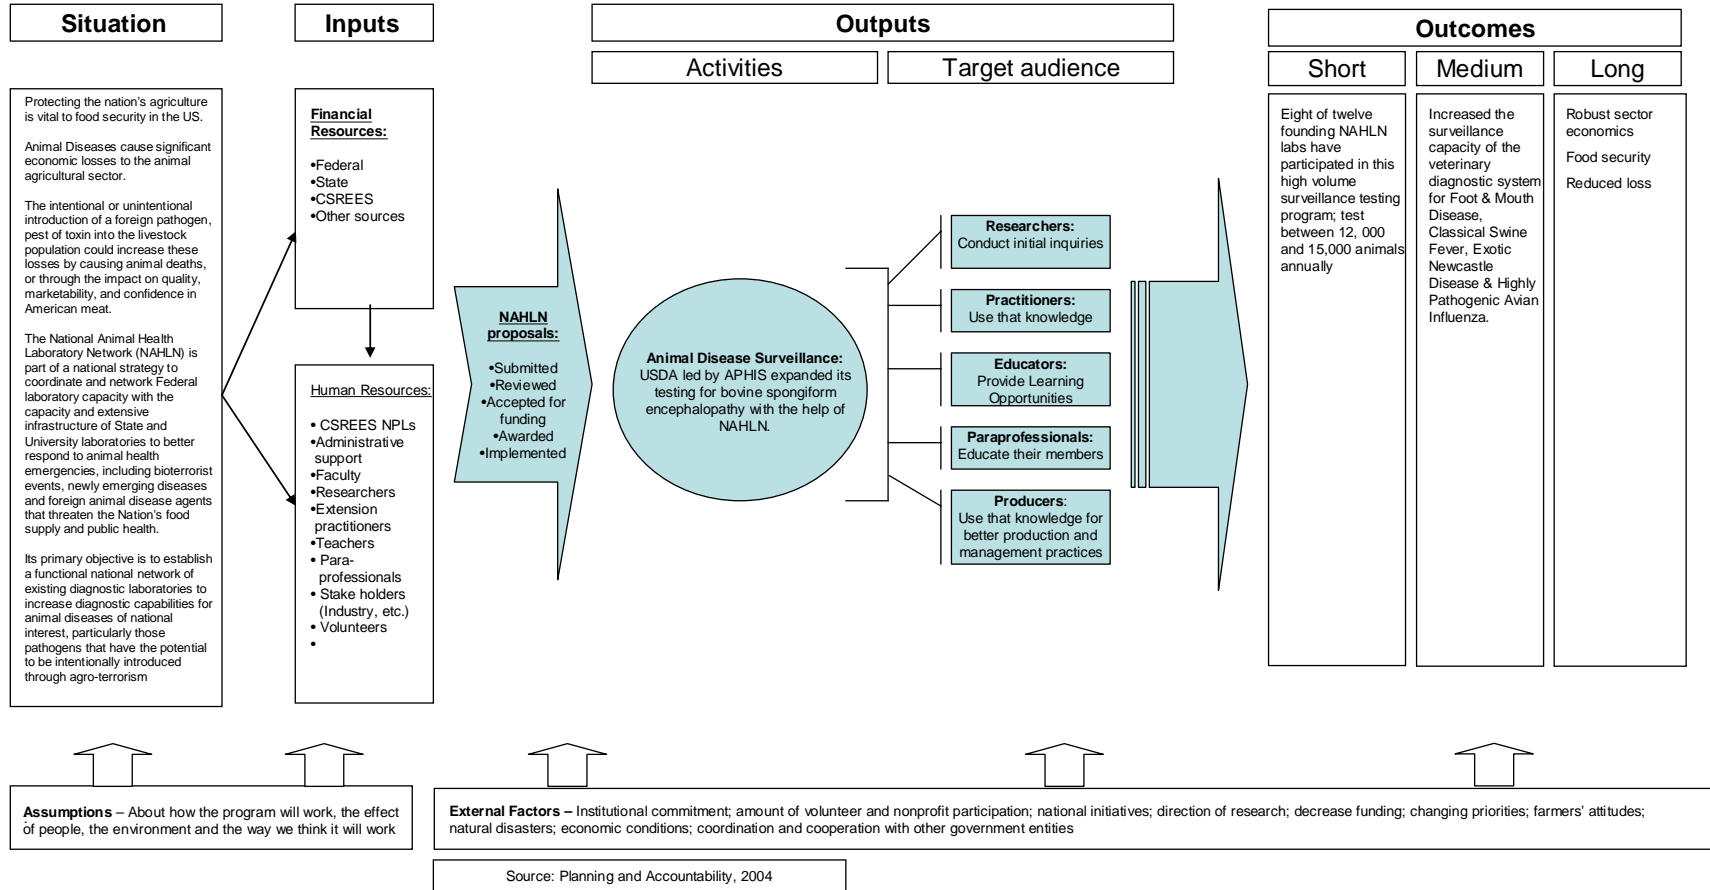 Situation
Inputs
Outputs
Outcomes
Activities
Target audience
Short
Medium
Long
Protecting the nation's agriculture
is vital to food security in the US.
Animal Diseases cause significant
economic losses to the animal
agricultural sector.
The intentional or unintentional
introduction of a foreign pathogen,
pest of toxin into the livestock
population could increase these
losses by causing animal deaths,
or through the impact on quality,
marketability, and confidence in
American meat.
The National Animal Health
Laboratory Network (NAHLN) is
part of a national strategy to
coordinate and network Federal
laboratory capacity with the
capacity and extensive
infrastructure of State and
University laboratories to better
respond to animal health
emergencies, including bioterrorist
events, newly emerging diseases
and foreign animal disease agents
that threaten the Nation's food
supply and public health.
Its primary objective is to establish
a functional national network of
existing diagnostic laboratories to
increase diagnostic capabilities for
animal diseases of national
interest, particularly those
pathogens that have the potential
to be intentionally introduced
through agro-terrorism
Financial
Resources:
•Federal
•State
•CSREES
•Other sources
Human Resources:
• CSREES NPLs
•Administrative
support
•Faculty
•Researchers
•Extension
practitioners
•Teachers
• Para-
professionals
• Stake holders
(Industry, etc.)
• Volunteers
•
NAHLN
proposals:
•Submitted
•Reviewed
•Accepted for
funding
•Awarded
•Implemented
Animal Disease Surveillance:
USDA led by APHIS expanded its
testing for bovine spongiform
encephalopathy with the help of
NAHLN.
Researchers:
Conduct initial inquiries
Practitioners:
Use that knowledge
Educators:
Provide Learning
Opportunities
Paraprofessionals:
Educate their members
Producers:
Use that knowledge for
better production and
management practices
Eight of twelve
founding NAHLN
labs have
participated in this
high volume
surveillance testing
program; test
between 12, 000
and 15,000 animals
annually
Increased the
surveillance
capacity of the
veterinary
diagnostic system
for Foot & Mouth
Disease,
Classical Swine
Fever, Exotic
Newcastle
Disease & Highly
Pathogenic Avian
Influenza.
Robust sector
economics
Food security
Reduced loss
Assumptions – About how the program will work, the effect
of people, the environment and the way we think it will work
External Factors – Institutional commitment; amount of volunteer and nonprofit participation; national initiatives; direction of research; decrease funding; changing priorities; farmers' attitudes;
natural disasters; economic conditions; coordination and cooperation with other government entities
Source: Planning and Accountability, 2004